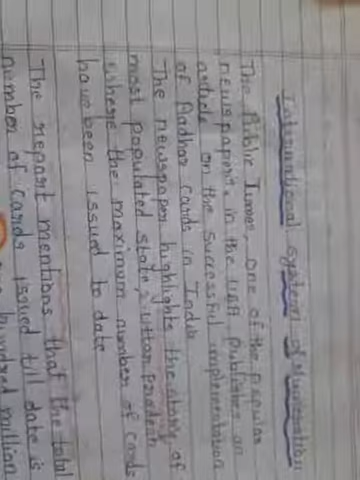 International system of numeration
The Public Times, one of the popular
newspapers, in the Publishes an
article on the successful implementation
of Aadhar cards in India
The newspaper highlights the story of
most populated state, uttar Pradesh
where the maximum number of cards
have been issued to date
The report mentions that the total
number of cards issued till date is
hundred million